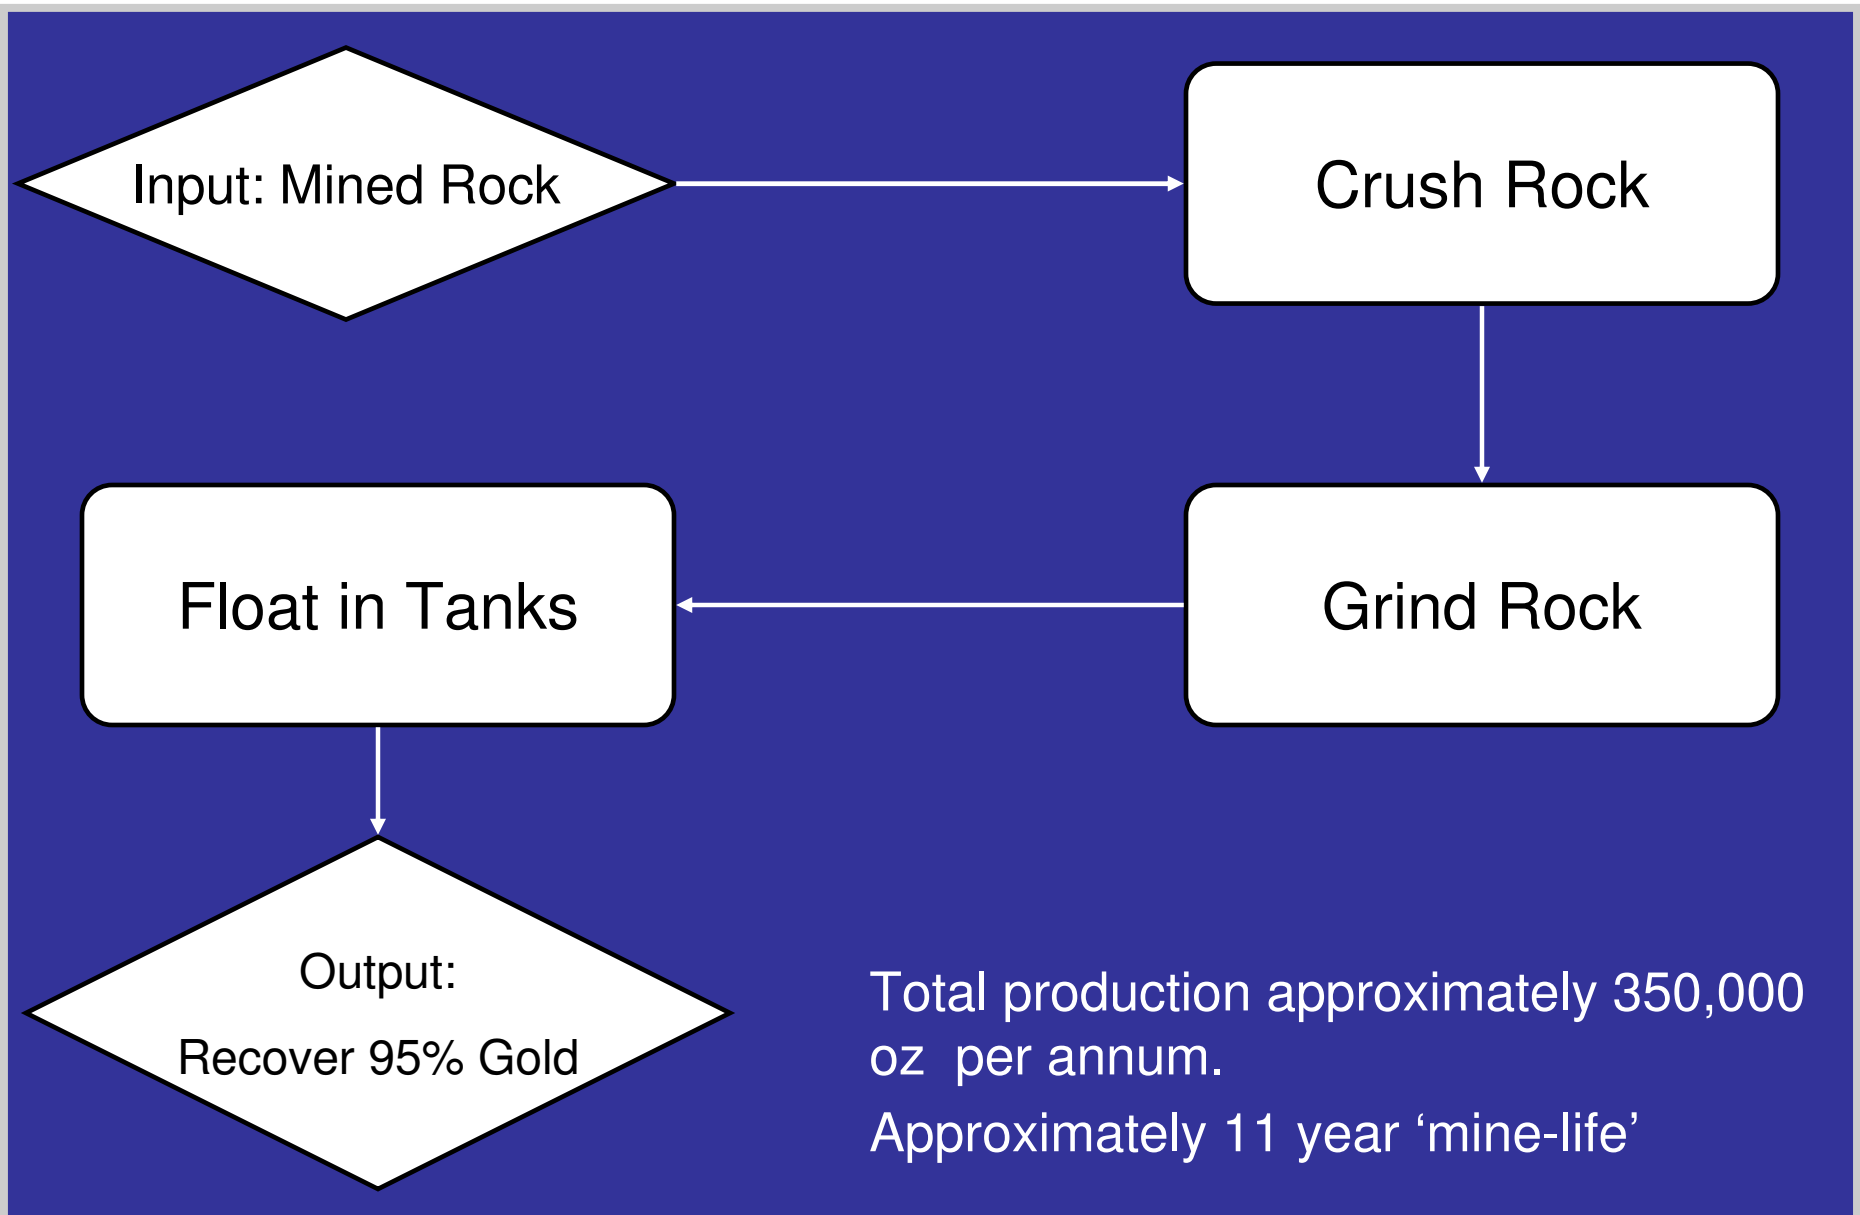 Input: Mined Rock
Crush Rock
Float in Tanks
Grind Rock
Output:
Recover 95% Gold
Total production approximately 350,000
oz  per annum.
Approximately 11 year ‘mine-life’